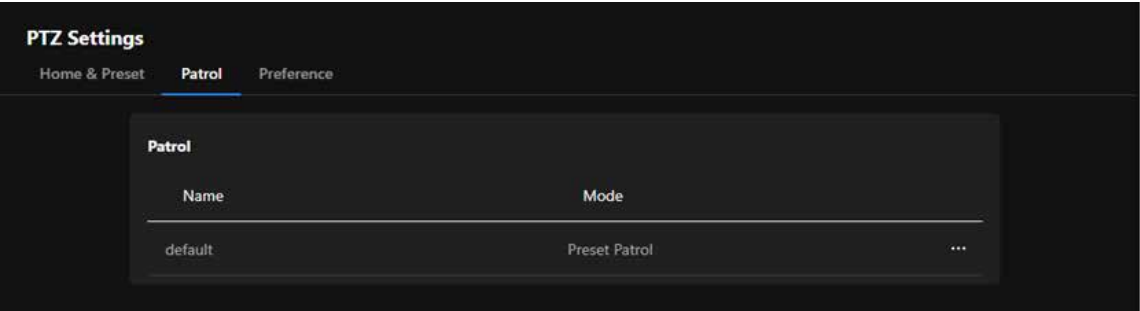 PTZ Settings
Home & Preset Patrol Preference
Patrol
Name Mode
default Preset Patrol ...